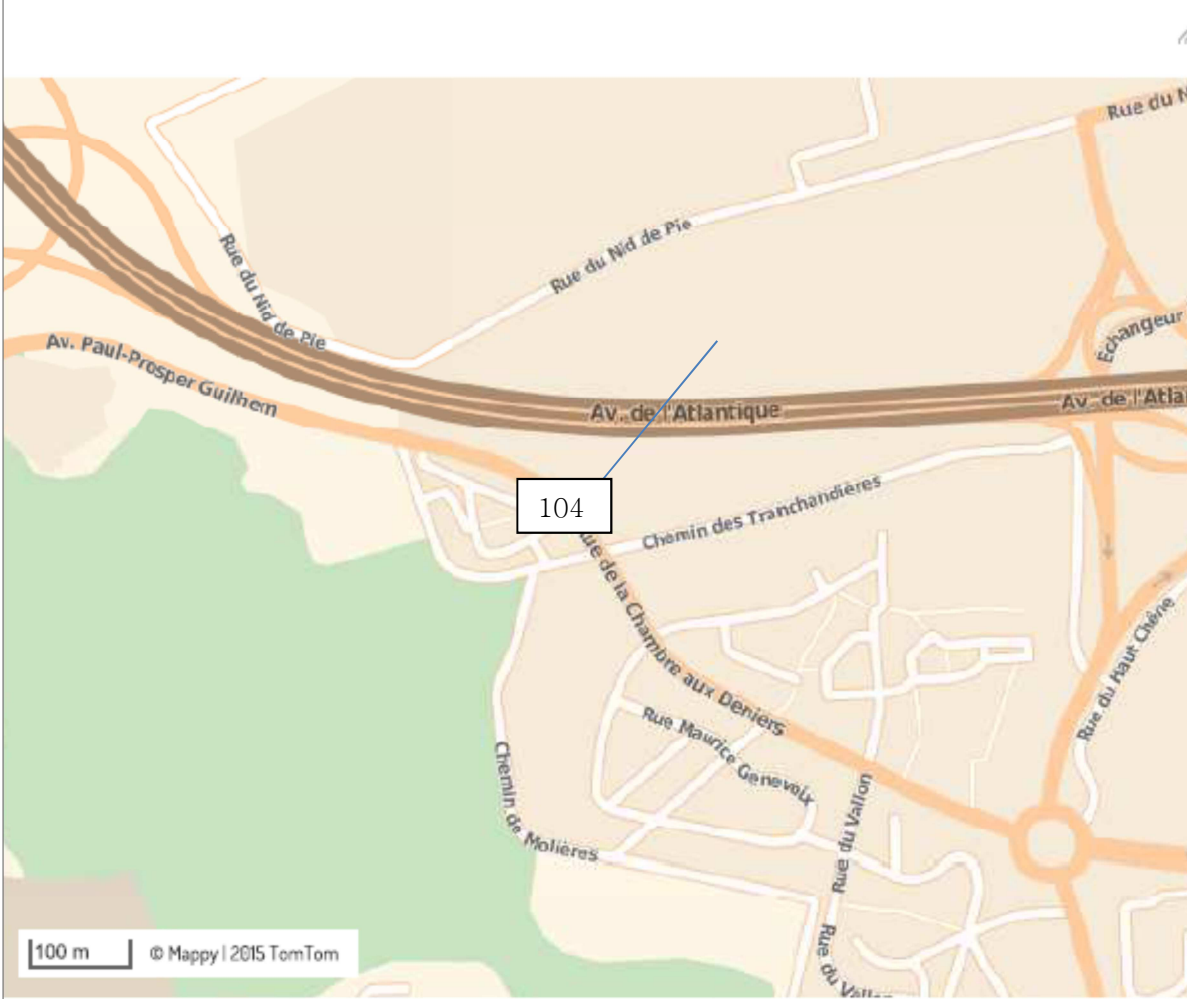 Rue du N
Rue du Nid de Pie
Rue du Nid de Pie
Échangeur
Av. Paul-Prosper Guilhem
Av. de l'Atlantique
Av. de l'Atla
104
Chemin des Tranchandières
Rue de la Chambre aux Deniers
Rue du Haut Chêne
Rue Maurice Genevoix
Chemin de Molières
Rue du Vallon
Rue du Vallon
100 m
© Mappy | 2015 TomTom